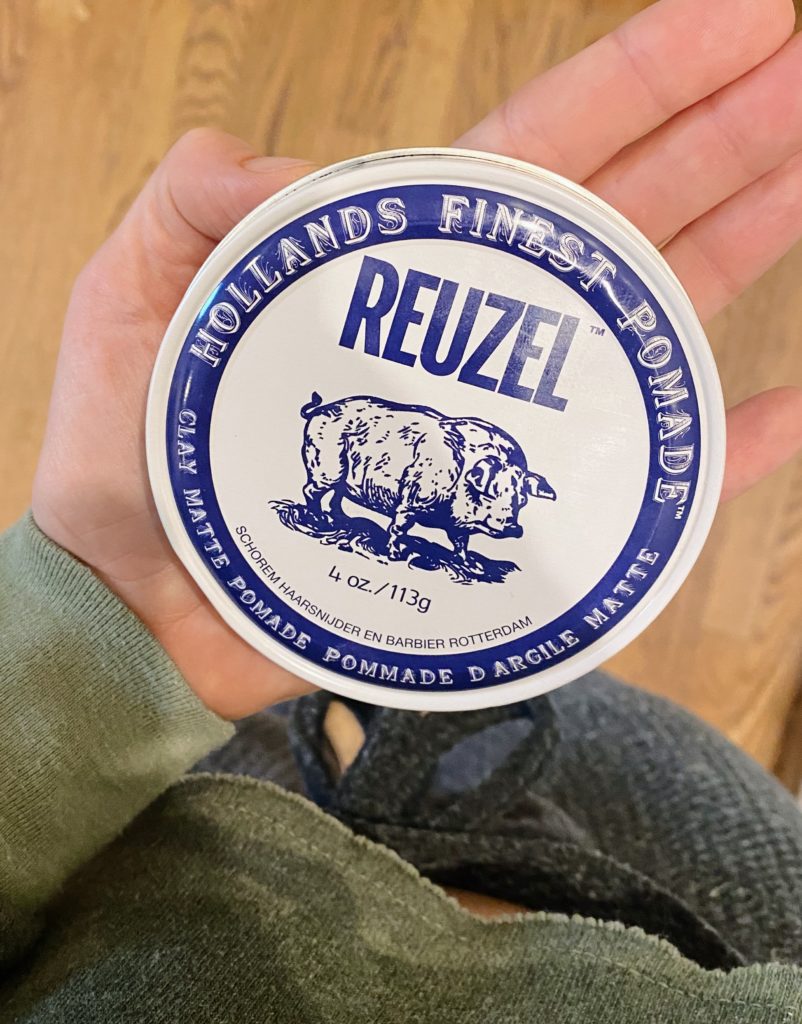 HOLLANDS FINEST POMADE™
REUZEL™
4 oz./113g
SCHOREM HAARSNIJDER EN BARBIER ROTTERDAM
CLAY MATTE POMADE POMMADE D ARGILE MATTE